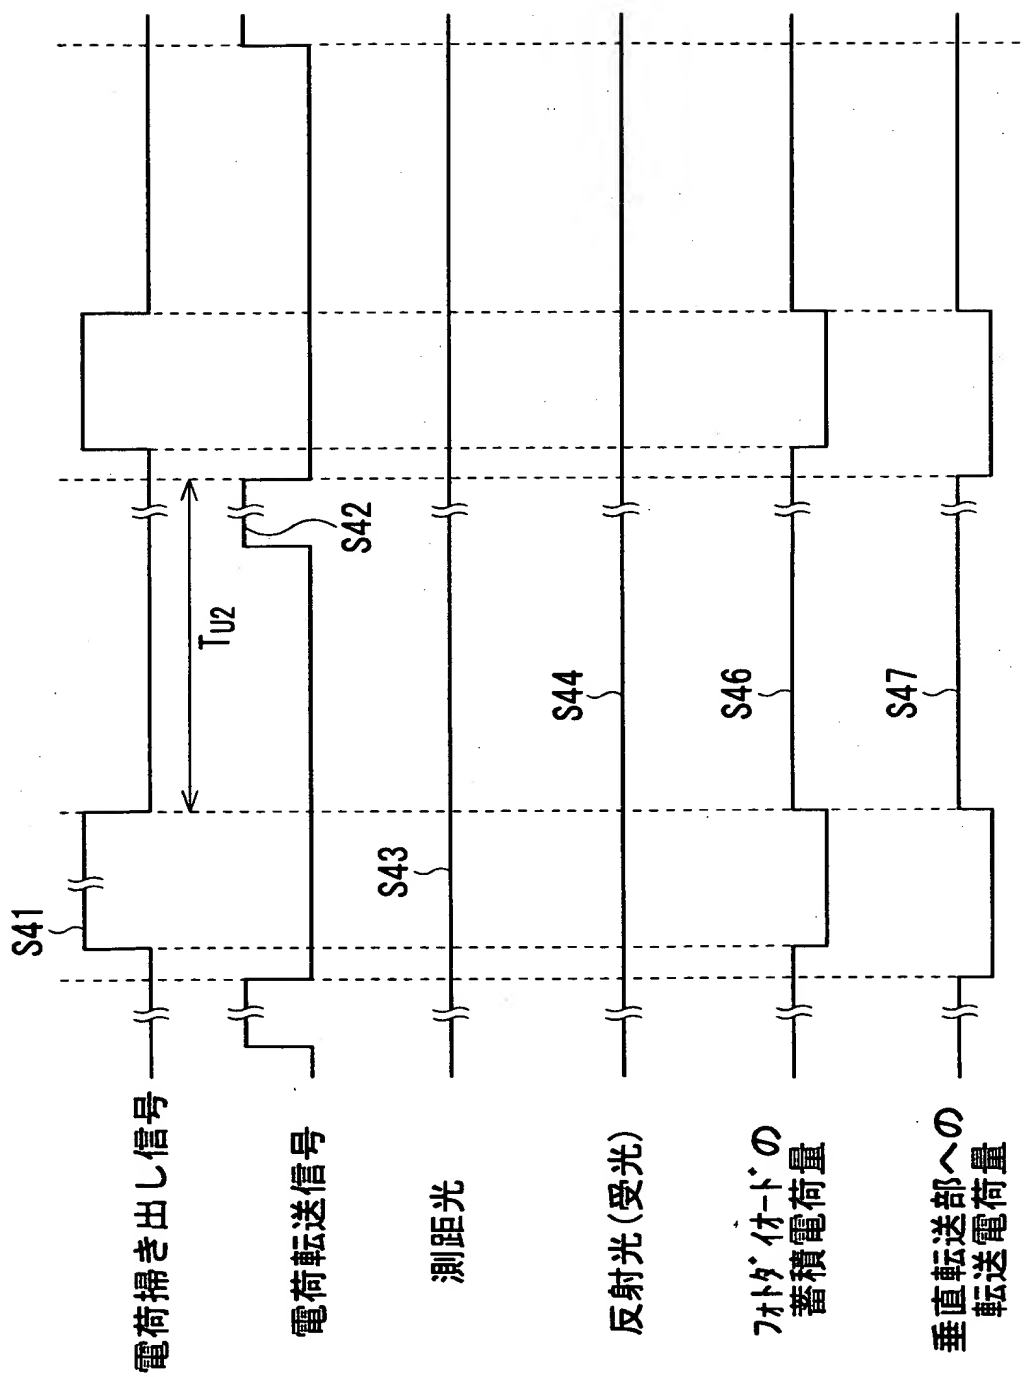 電荷掃き出し信号
電荷転送信号
測距光
反射光(受光)
フォトダイオードの
蓄積電荷量
垂直転送部への
転送電荷量
S41
TU2
S42
S43
S44
S46
S47